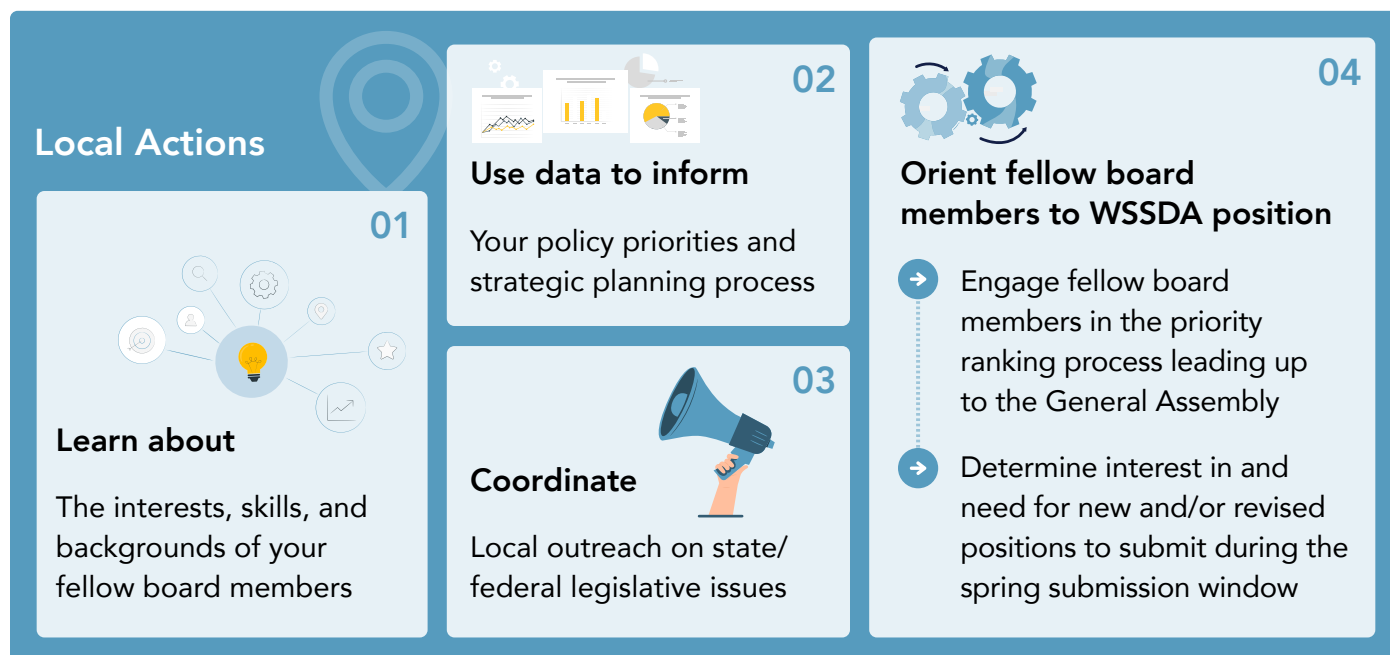 Local Actions
01
Learn about
The interests, skills, and
backgrounds of your
fellow board members
02
Use data to inform
Your policy priorities and
strategic planning process
03
Coordinate
Local outreach on state/
federal legislative issues
04
Orient fellow board
members to WSSDA position
Engage fellow board
members in the priority
ranking process leading up
to the General Assembly
Determine interest in and
need for new and/or revised
positions to submit during the
spring submission window